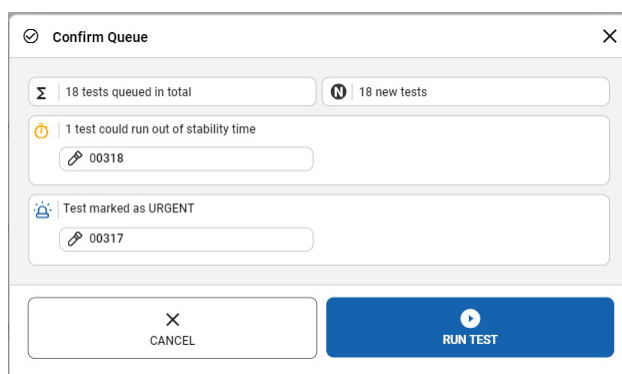 Confirm Queue
Σ 18 tests queued in total
N 18 new tests
1 test could run out of stability time
00318
Test marked as URGENT
00317
CANCEL
RUN TEST